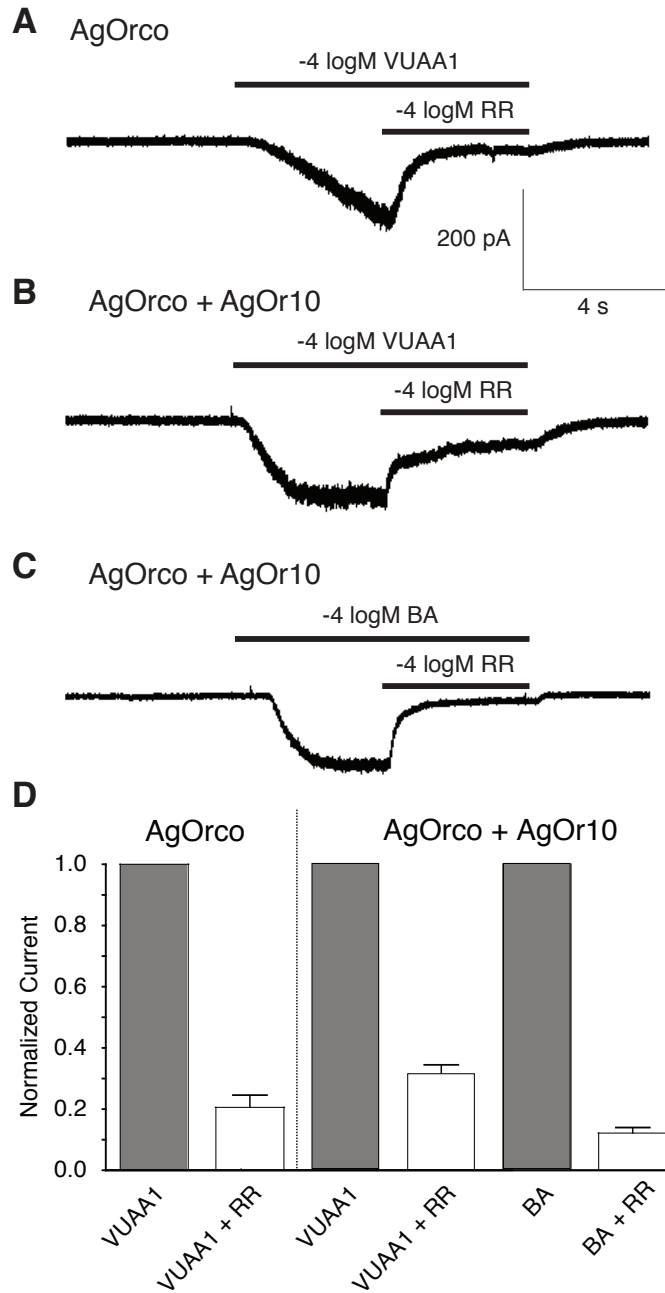 A AgOrco
-4 logM VUAA1
-4 logM RR
200 pA
4 s
B AgOrco + AgOr10
-4 logM VUAA1
-4 logM RR
C AgOrco + AgOr10
-4 logM BA
-4 logM RR
D
AgOrco
AgOrco + AgOr10
Normalized Current
1.0
0.8
0.6
0.4
0.2
0.0
VUAA1
VUAA1 + RR
VUAA1
VUAA1 + RR
BA
BA + RR